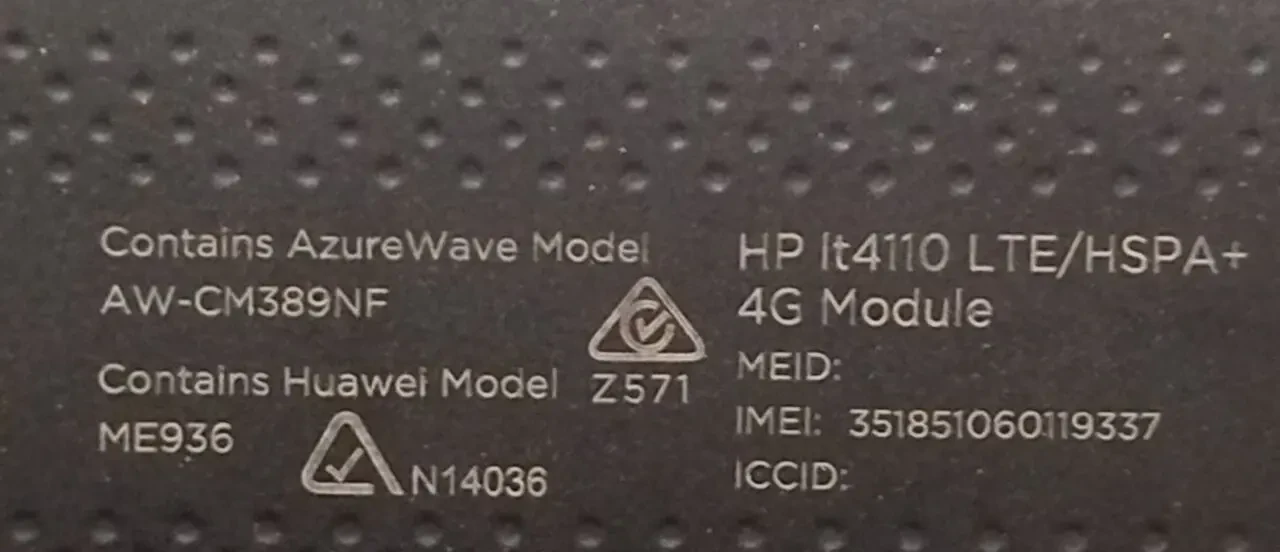 Contains AzureWave Model
AW-CM389NF
Contains Huawei Model
ME936
N14036
Z571
HP lt4110 LTE/HSPA+
4G Module
MEID:
IMEI: 351851060119337
ICCID: